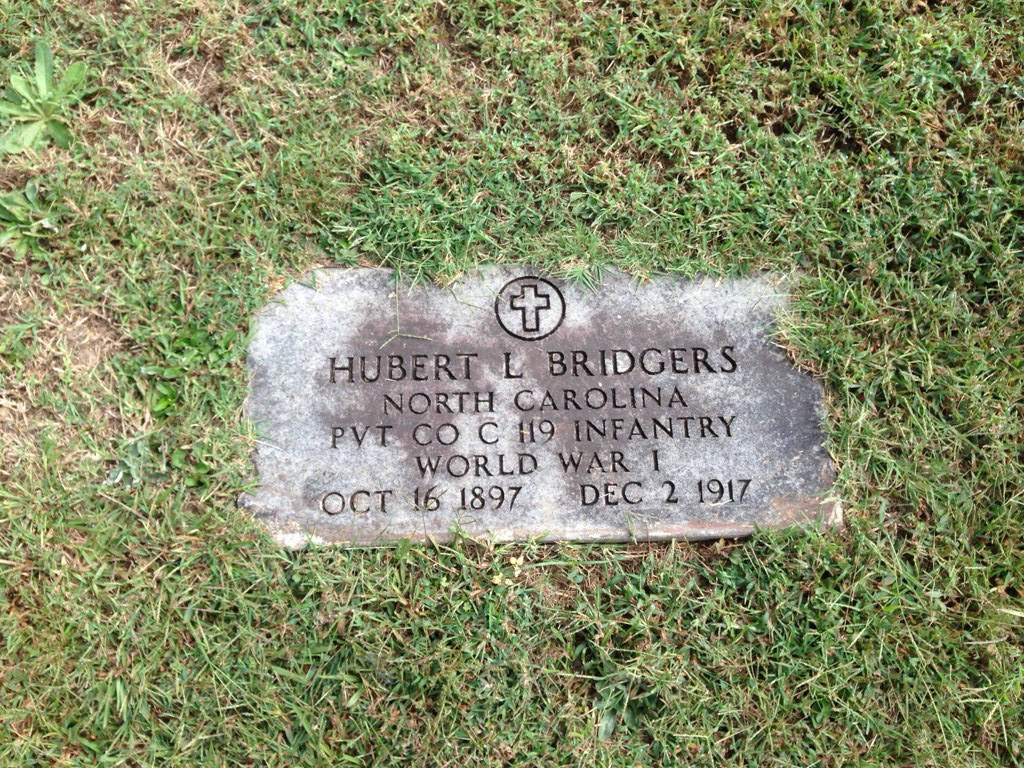 HUBERT L BRIDGERS
NORTH CAROLINA
PVT CO C 119 INFANTRY
WORLD WAR I
OCT 16 1897 DEC 2 1917